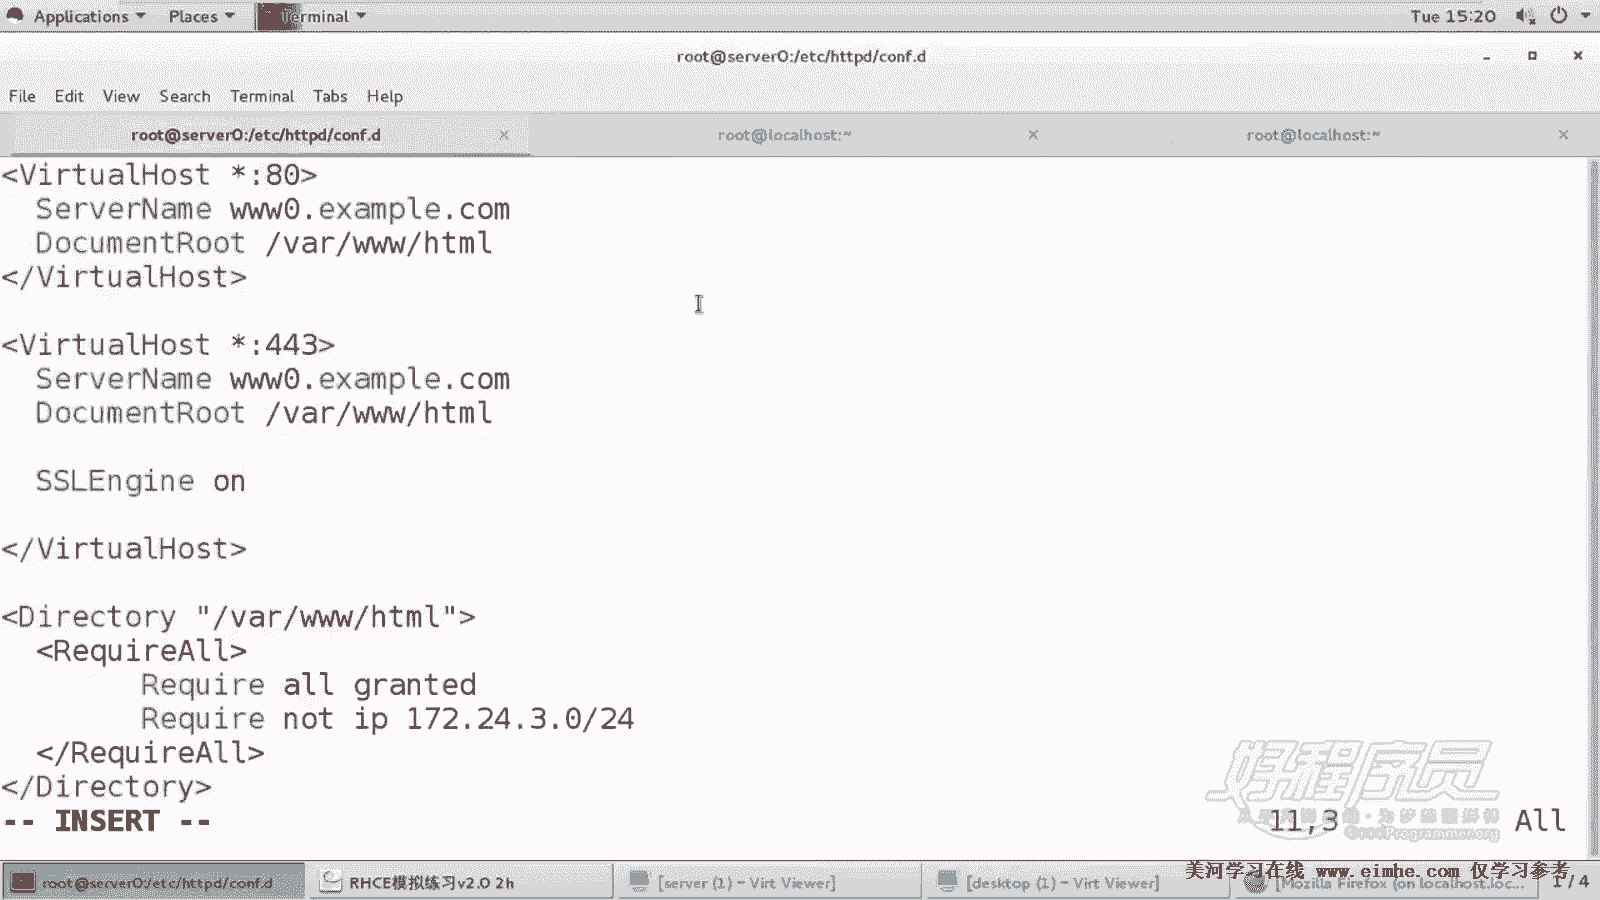 Applications Places Terminal Tue 15:20
root@server0:/etc/httpd/conf.d
File Edit View Search Terminal Tabs Help
root@server0:/etc/httpd/conf.d root@localhost:~ root@localhost:~
<VirtualHost *:80>
ServerName www0.example.com
DocumentRoot /var/www/html
</VirtualHost>
<VirtualHost *:443>
ServerName www0.example.com
DocumentRoot /var/www/html
SSLEngine on
</VirtualHost>
<Directory "/var/www/html">
<RequireAll>
Require all granted
Require not ip 172.24.3.0/24
</RequireAll>
</Directory>
好程序员
-- INSERT -- 11,3 All
美河学习在线 www.eimhe.com 仅学习参考
root@server0:/etc/httpd/conf.d RHCE模拟练习v2.0 2h [server (1) - Virt Viewer] [desktop (1) - Virt Viewer] [Mozilla Firefox (on localhost.loc... 1 / 4